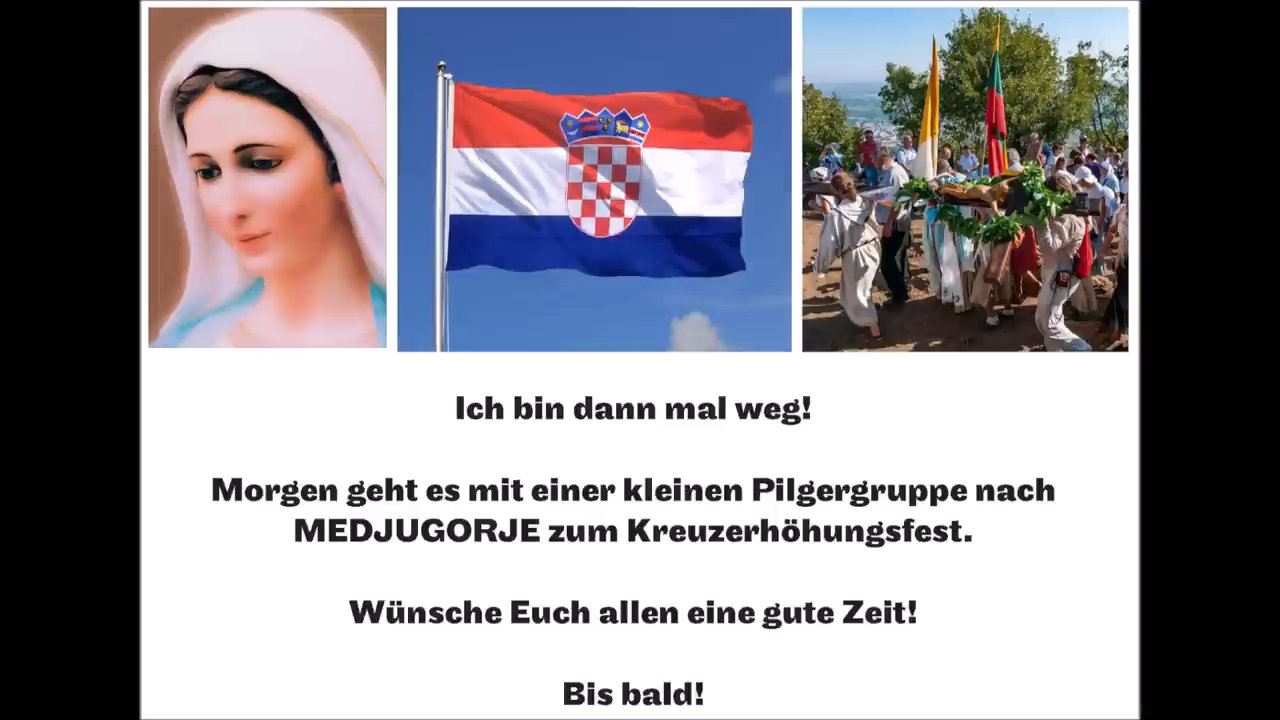 Ich bin dann mal weg!
Morgen geht es mit einer kleinen Pilgergruppe nach
MEDJUGORJE zum Kreuzerhöhungsfest.
Wünsche Euch allen eine gute Zeit!
Bis bald!